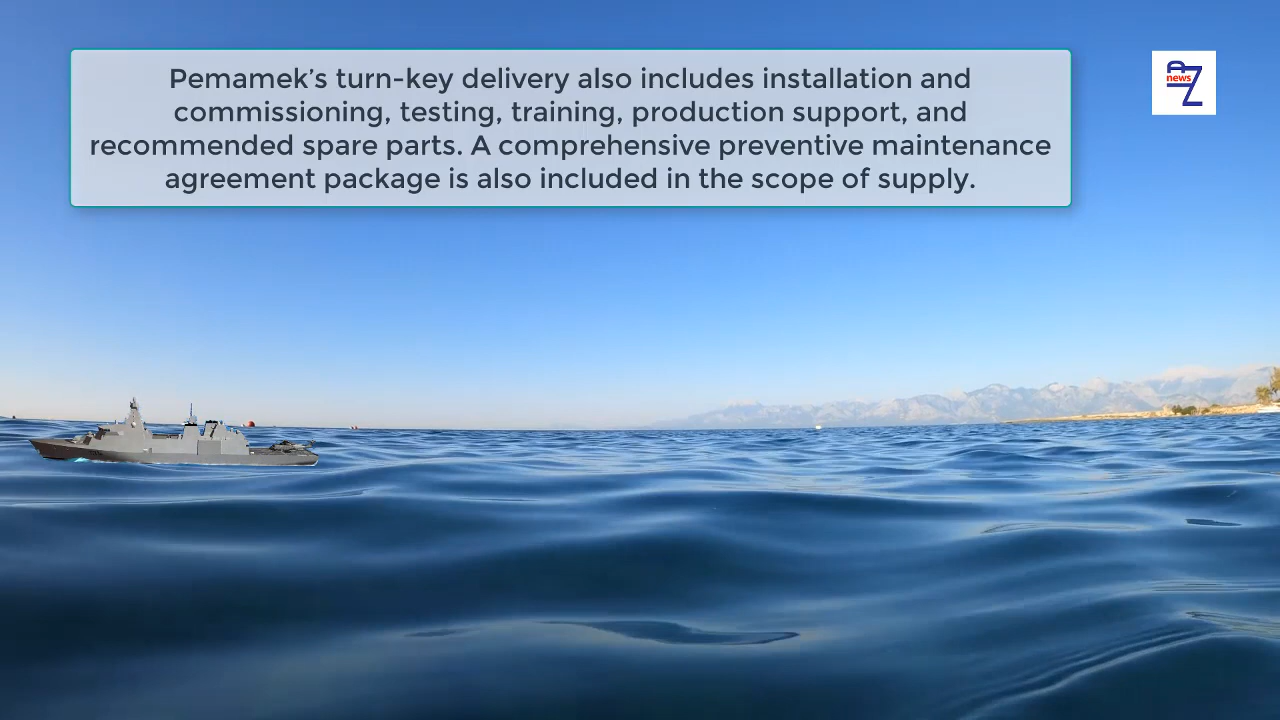 Pemamek’s turn-key delivery also includes installation and
commissioning, testing, training, production support, and
recommended spare parts. A comprehensive preventive maintenance
agreement package is also included in the scope of supply.
A
news
Z